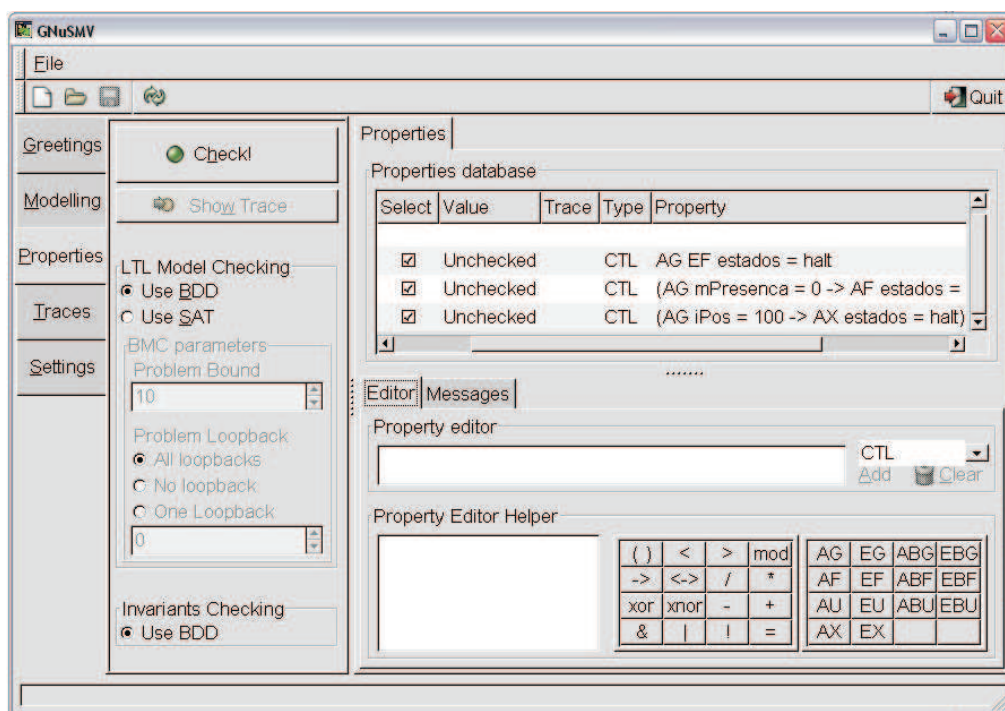 GNuSMV
File
Quit
Greetings
Modelling
Properties
Traces
Settings
Check!
Show Trace
LTL Model Checking
Use BDD
Use SAT
BMC parameters
Problem Bound
10
Problem Loopback
All loopbacks
No loopback
One Loopback
0
Invariants Checking
Use BDD
Properties
Properties database
Select Value Trace Type Property
Unchecked CTL AG EF estados = halt
Unchecked CTL (AG mPresenca = 0 -> AF estados =
Unchecked CTL (AG iPos = 100 -> AX estados = halt)
Editor Messages
Property editor
CTL
Add Clear
Property Editor Helper
( ) < > mod AG EG ABG EBG
-> <-> / * AF EF ABF EBF
xor xnor - + AU EU ABU EBU
& | ! = AX EX